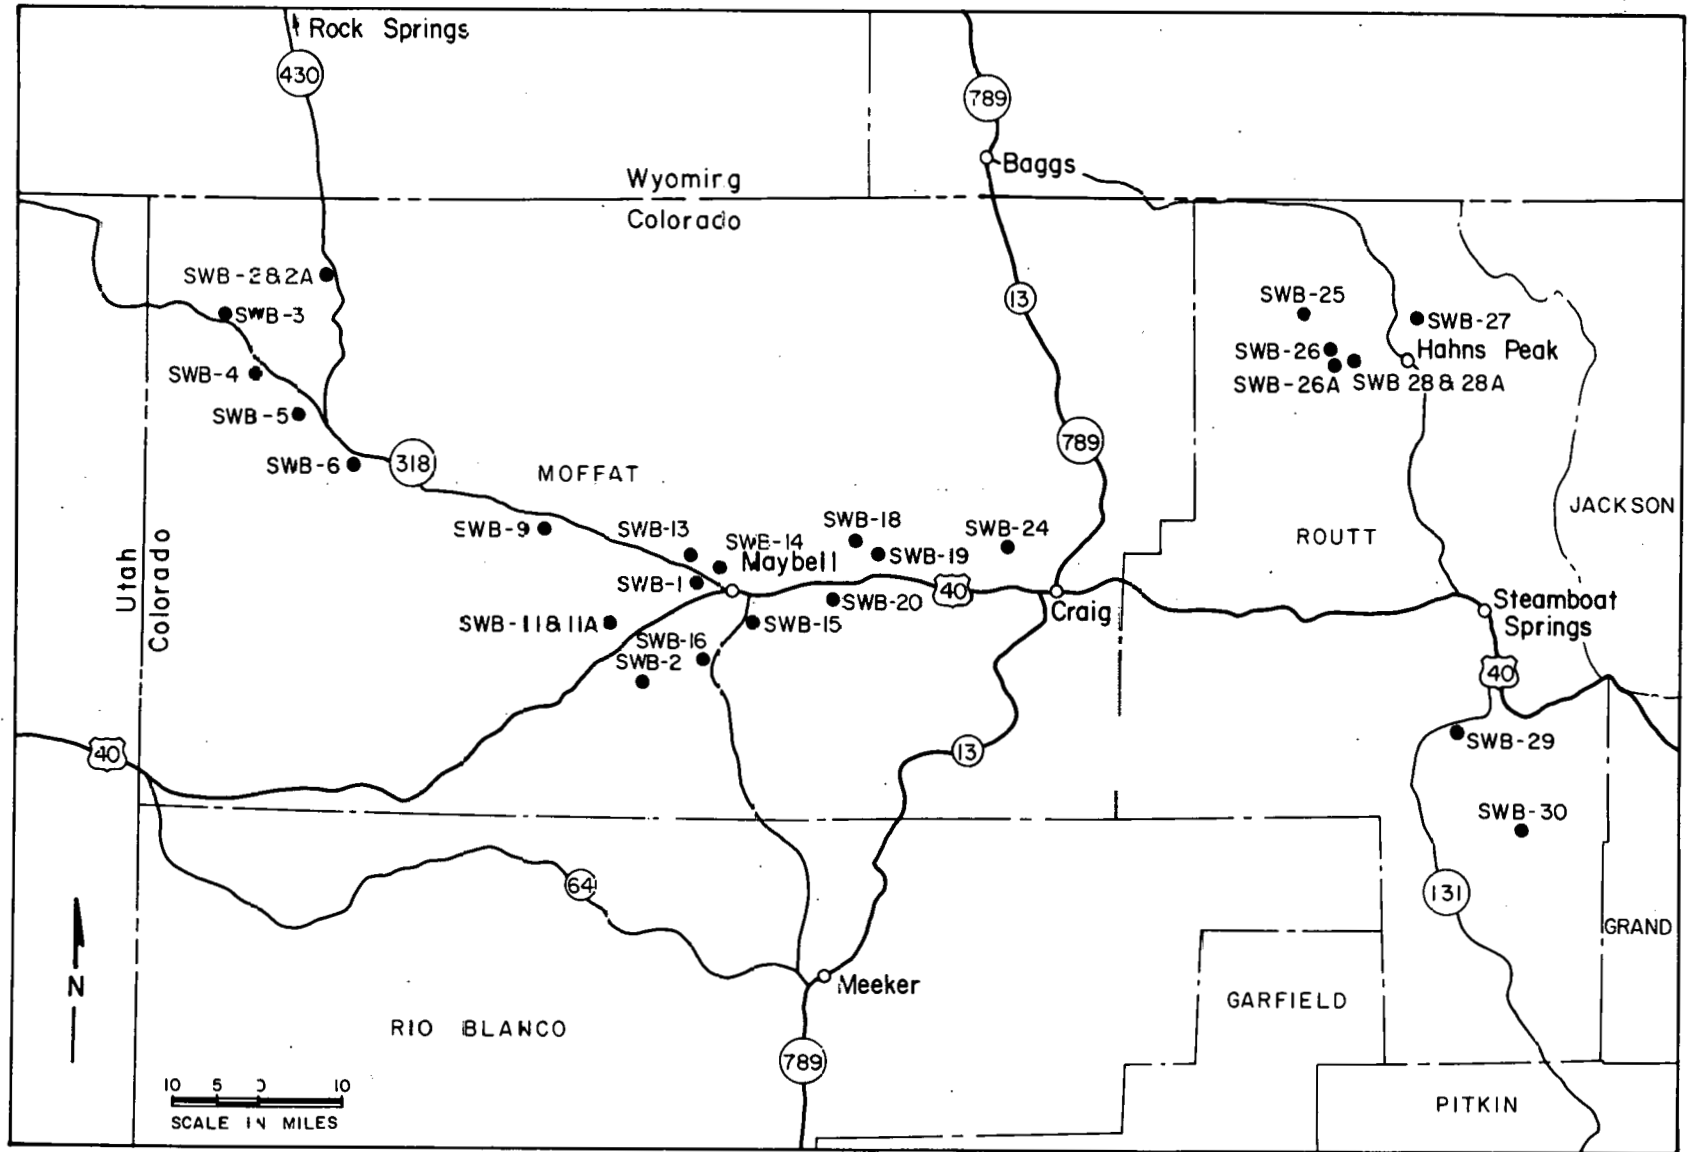 Rock Springs
430
789
Baggs
Wyoming
Colorado
SWB-2&2A
SWB-3
13
SWB-25
SWB-27
SWB-26
Hahns Peak
SWB-4
SWB-26A
SWB 28 & 28A
SWB-5
789
SWB-6
318
MOFFAT
JACKSON
SWB-9
SWB-13
SWB-18
SWB-24
ROUTT
SWB-14
SWB-19
Maybell
Utah
Colorado
SWB-1
40
SWB-20
Craig
Steamboat
Springs
SWB-11&11A
SWB-15
SWB-16
SWB-2
40
40
13
SWB-29
SWB-30
64
131
GRAND
N
Meeker
GARFIELD
RIO BLANCO
789
10 5 0 10
SCALE IN MILES
PITKIN